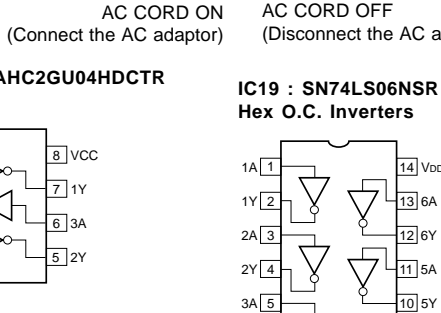 AC CORD ON
(Connect the AC adaptor)
AC CORD OFF
(Disconnect the AC
AHC2GU04HDCTR
8 VCC
7 1Y
6 3A
5 2Y
IC19 : SN74LS06NSR
Hex O.C. Inverters
1A 1
14 VDD
1Y 2
13 6A
2A 3
12 6Y
2Y 4
11 5A
3A 5
10 5Y